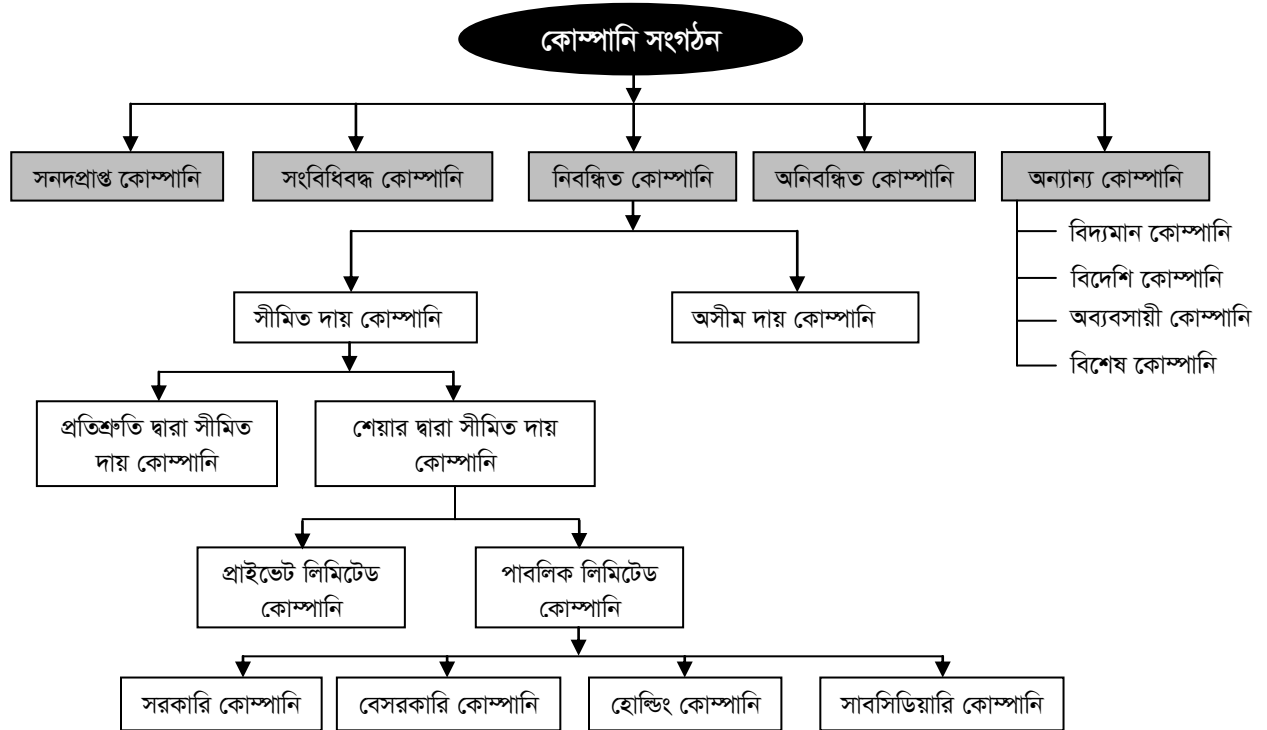 কোম্পানি সংগঠন
সনদপ্রাপ্ত কোম্পানি
সংবিধিবদ্ধ কোম্পানি
নিবন্ধিত কোম্পানি
অনিবন্ধিত কোম্পানি
অন্যান্য কোম্পানি
বিদ্যমান কোম্পানি
বিদেশি কোম্পানি
অব্যবসায়ী কোম্পানি
বিশেষ কোম্পানি
সীমিত দায় কোম্পানি
অসীম দায় কোম্পানি
প্রতিশ্রুতি দ্বারা সীমিত
দায় কোম্পানি
শেয়ার দ্বারা সীমিত দায়
কোম্পানি
প্রাইভেট লিমিটেড
কোম্পানি
পাবলিক লিমিটেড
কোম্পানি
সরকারি কোম্পানি
বেসরকারি কোম্পানি
হোল্ডিং কোম্পানি
সাবসিডিয়ারি কোম্পানি